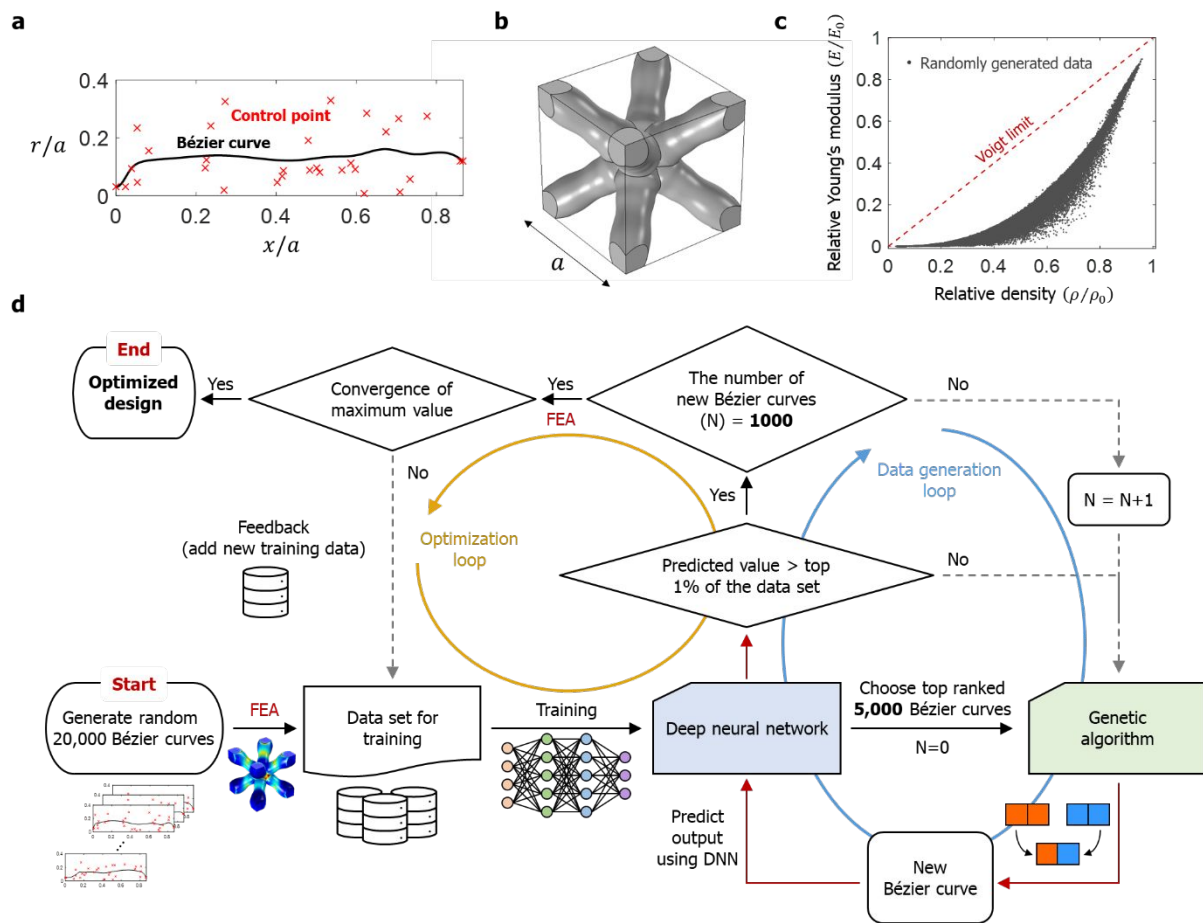 a
0.4
0.2
0
r/a
Control point
Bézier curve
0
0.2
0.4
0.6
0.8
x/a
b
a
c
Relative Young's modulus (E/E₀)
1
0.8
0.6
0.4
0.2
0
Randomly generated data
Voigt limit
0
0.2
0.4
0.6
0.8
1
Relative density (ρ/ρ₀)
d
End
Optimized
design
Yes
Convergence of
maximum value
Yes
FEA
The number of
new Bézier curves
(N) = 1000
No
No
Feedback
(add new training data)
Optimization
loop
Yes
Data generation
loop
N = N+1
Predicted value > top
1% of the data set
No
Start
Generate random
20,000 Bézier curves
FEA
Data set for
training
Training
Deep neural network
Choose top ranked
5,000 Bézier curves
N=0
Genetic
algorithm
Predict
output
using DNN
New
Bézier curve